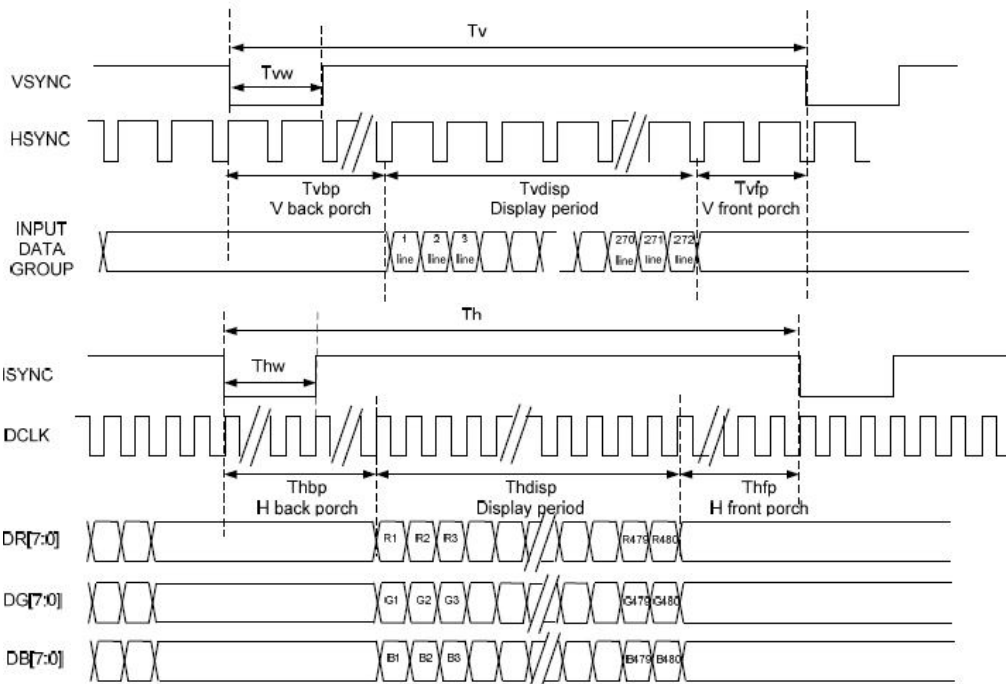 Tv
VSYNC
Tvw
HSYNC
Tvbp Tvdisp Tvfp
V back porch Display period V front porch
INPUT
DATA
GROUP
1 2 3 270 271 272
line line line line line line
Th
Thw
HSYNC
DCLK
Thbp Thdisp Thfp
H back porch Display period H front porch
DR[7:0] R1 R2 R3 R479 R480
DG[7:0] G1 G2 G3 G479 G480
DB[7:0] B1 B2 B3 B479 B480